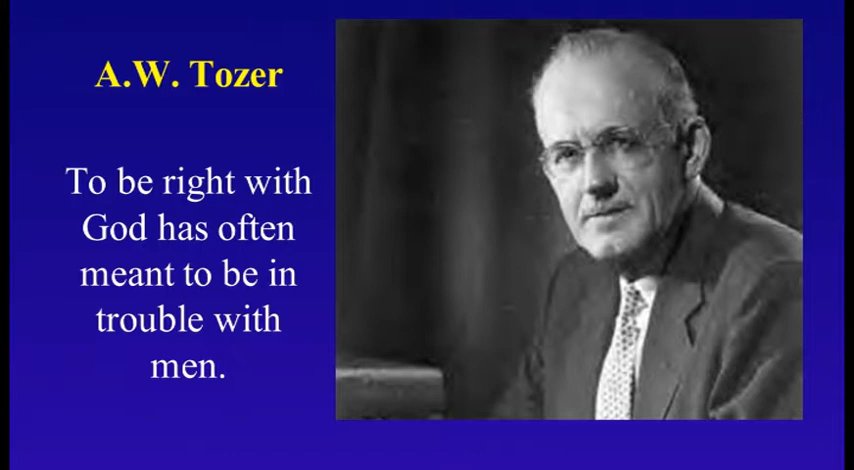 A.W. Tozer
To be right with
God has often
meant to be in
trouble with
men.